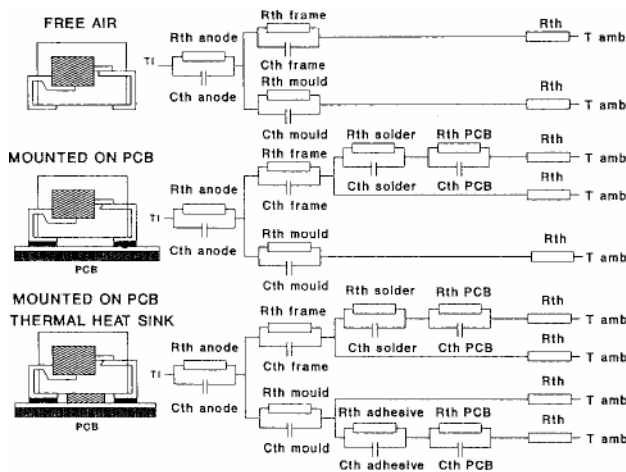 FREE AIR
Rth anode
Rth frame
Rth
T amb
TI
Cth frame
Rth mould
Cth anode
T amb
Cth mould
MOUNTED ON PCB
Rth frame
Rth solder
Rth PCB
Rth
T amb
Rth anode
Cth frame
Cth solder
Cth PCB
Rth
T amb
TI
Rth mould
Cth anode
Rth
T amb
Cth mould
PCB
MOUNTED ON PCB
THERMAL HEAT SINK
Rth frame
Rth solder
Rth PCB
Rth
T amb
Rth anode
Cth frame
Cth solder
Cth PCB
Rth
T amb
TI
Rth mould
Rth
T amb
Cth anode
Cth mould
Rth adhesive
Rth PCB
Rth
T amb
Cth adhesive
Cth PCB
PCB